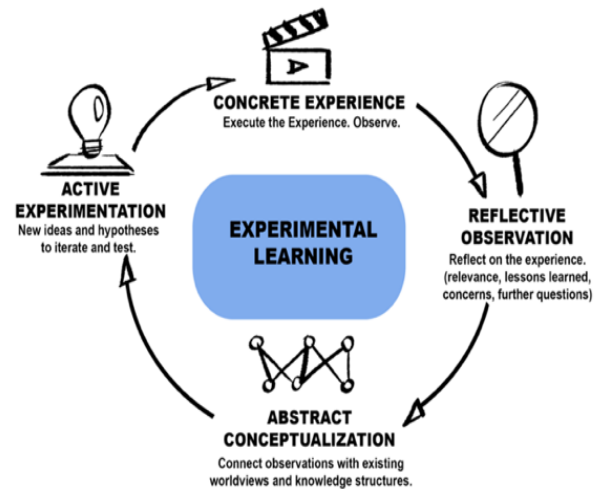 CONCRETE EXPERIENCE
Execute the Experience. Observe.
REFLECTIVE
OBSERVATION
Reflect on the experience.
(relevance, lessons learned,
concerns, further questions)
ABSTRACT
CONCEPTUALIZATION
Connect observations with existing
worldviews and knowledge structures.
ACTIVE
EXPERIMENTATION
New ideas and hypotheses
to iterate and test.
EXPERIMENTAL
LEARNING